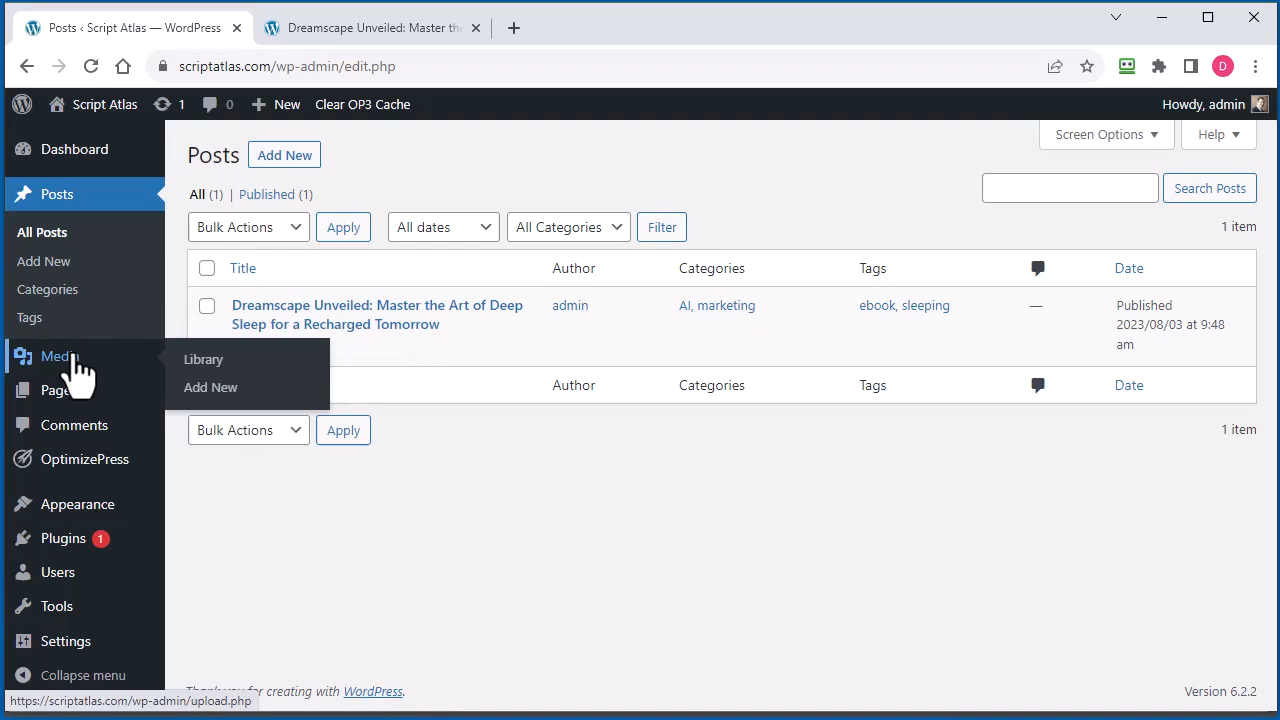 Posts ‹ Script Atlas — WordPress
Dreamscape Unveiled: Master the
scriptatlas.com/wp-admin/edit.php
D
Script Atlas
1
0
New
Clear OP3 Cache
Howdy, admin
Dashboard
Posts
All Posts
Add New
Categories
Tags
Media
Library
Add New
Page
Comments
OptimizePress
Appearance
Plugins 1
Users
Tools
Settings
Collapse menu
Screen Options
Help
Posts
Add New
All (1) | Published (1)
Search Posts
Bulk Actions
Apply
All dates
All Categories
Filter
1 item
Title
Author
Categories
Tags
Date
Dreamscape Unveiled: Master the Art of Deep
Sleep for a Recharged Tomorrow
admin
AI, marketing
ebook, sleeping
—
Published
2023/08/03 at 9:48
am
Author
Categories
Tags
Date
Bulk Actions
Apply
1 item
Thank you for creating with WordPress.
Version 6.2.2
https://scriptatlas.com/wp-admin/upload.php